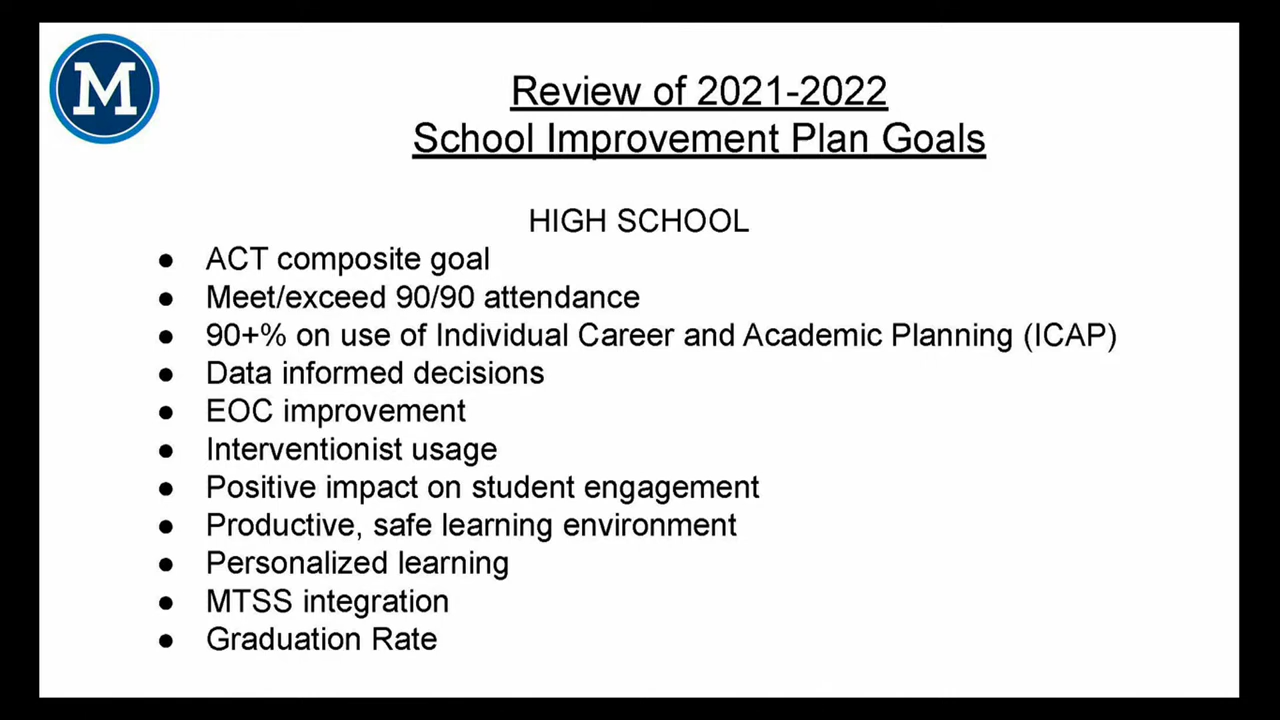 M
Review of 2021-2022
School Improvement Plan Goals
HIGH SCHOOL
● ACT composite goal
● Meet/exceed 90/90 attendance
● 90+% on use of Individual Career and Academic Planning (ICAP)
● Data informed decisions
● EOC improvement
● Interventionist usage
● Positive impact on student engagement
● Productive, safe learning environment
● Personalized learning
● MTSS integration
● Graduation Rate